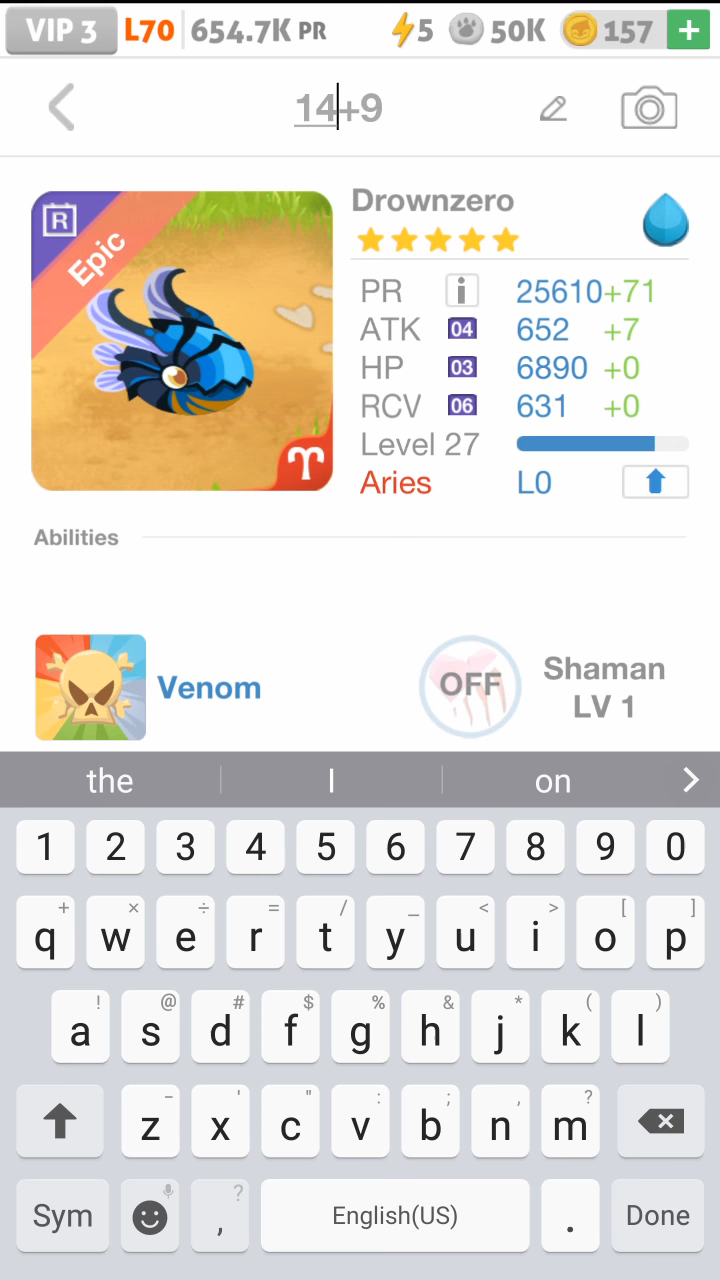 VIP 3 L70 654.7K PR 5 50K 157 +
14+9
R
Epic
Drownzero
PR i 25610+71
ATK 04 652 +7
HP 03 6890 +0
RCV 06 631 +0
Level 27
Aries L0
Abilities
Venom
OFF
Shaman
LV 1
the I on
1 2 3 4 5 6 7 8 9 0
+ × ÷ = / _ < > [ ]
q w e r t y u i o p
! @ # $ % & * ( )
a s d f g h j k l
- ' " : ; , ?
z x c v b n m
Sym , ? English(US) . Done